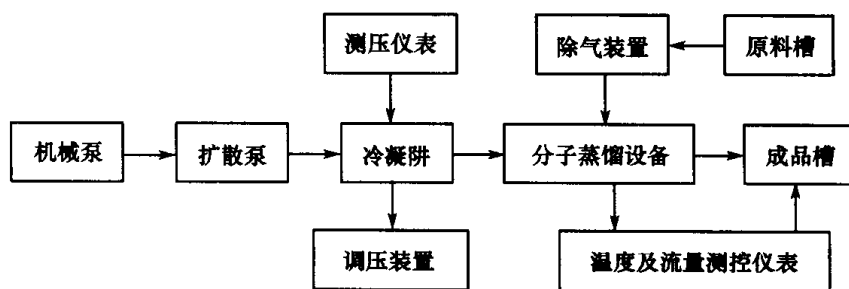 测压仪表
除气装置
原料槽
机械泵
扩散泵
冷凝阱
分子蒸馏设备
成品槽
调压装置
温度及流量测控仪表